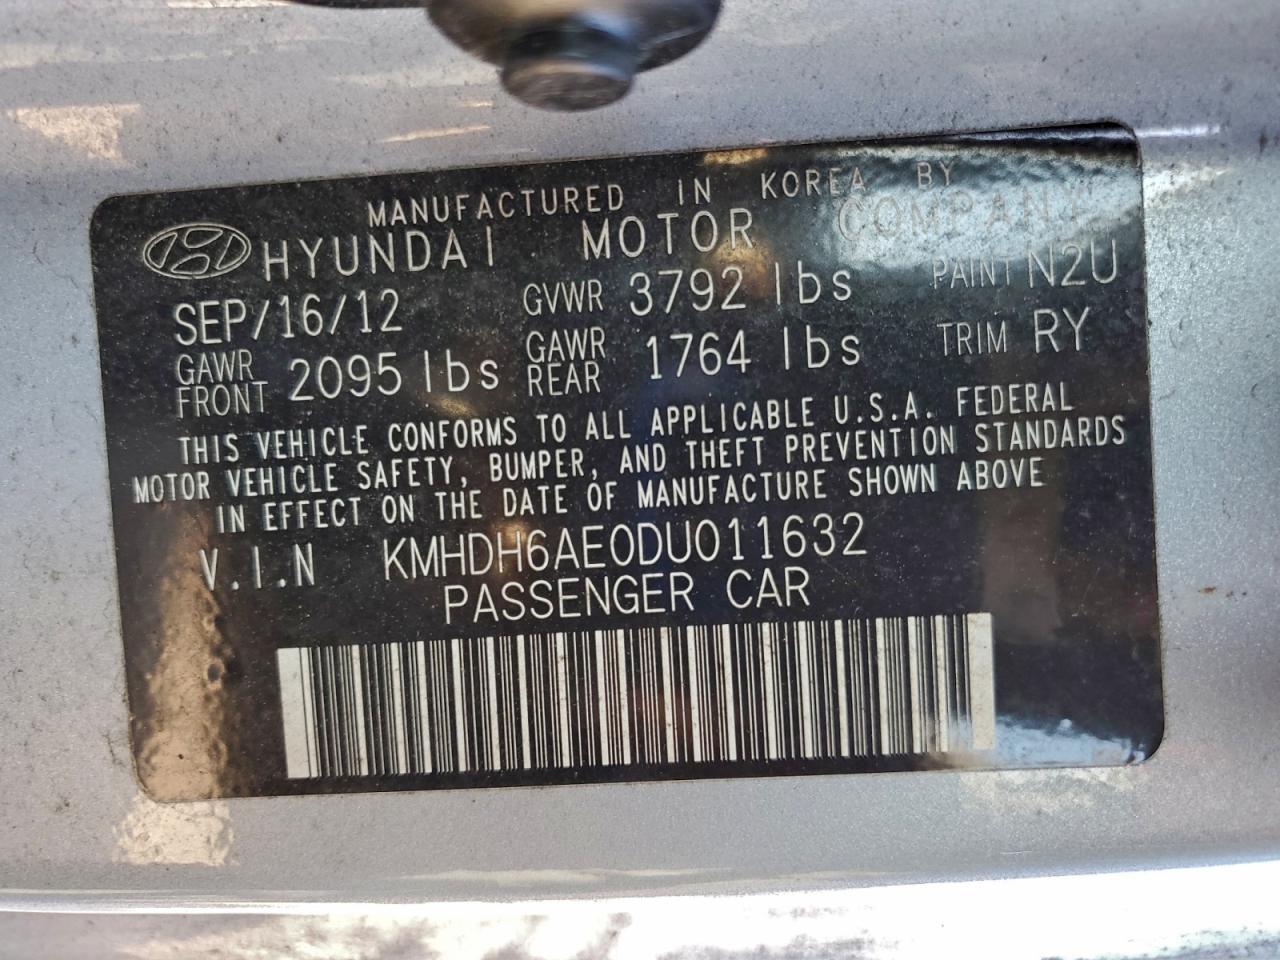 MANUFACTURED IN KOREA BY
HYUNDAI MOTOR COMPANY
SEP/16/12 GVWR 3792 lbs PAINT N2U
GAWR FRONT 2095 lbs GAWR REAR 1764 lbs TRIM RY
THIS VEHICLE CONFORMS TO ALL APPLICABLE U.S.A. FEDERAL
MOTOR VEHICLE SAFETY, BUMPER, AND THEFT PREVENTION STANDARDS
IN EFFECT ON THE DATE OF MANUFACTURE SHOWN ABOVE
V.I.N KMHDH6AE0DU011632
PASSENGER CAR